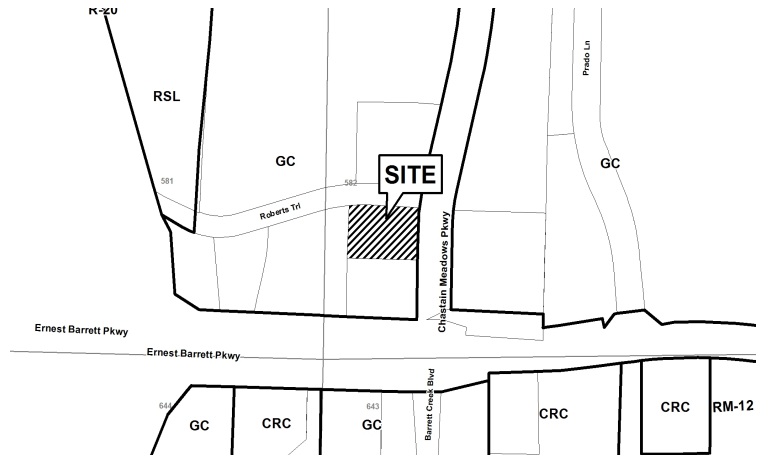 R-20
Prado Ln
RSL
GC
GC
581
582
SITE
Roberts Trl
Chastain Meadows Pkwy
Ernest Barrett Pkwy
Ernest Barrett Pkwy
Barrett Creek Blvd
644
643
GC
CRC
GC
CRC
CRC
RM-12